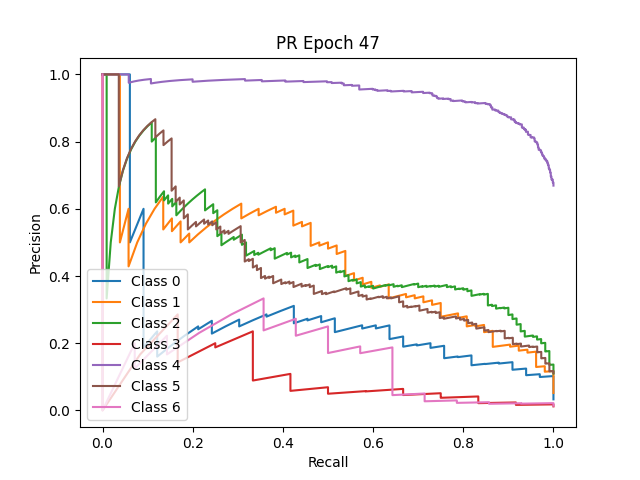 PR Epoch 47
1.0
0.8
0.6
0.4
0.2
0.0
Precision
Class 0
Class 1
Class 2
Class 3
Class 4
Class 5
Class 6
0.0 0.2 0.4 0.6 0.8 1.0
Recall